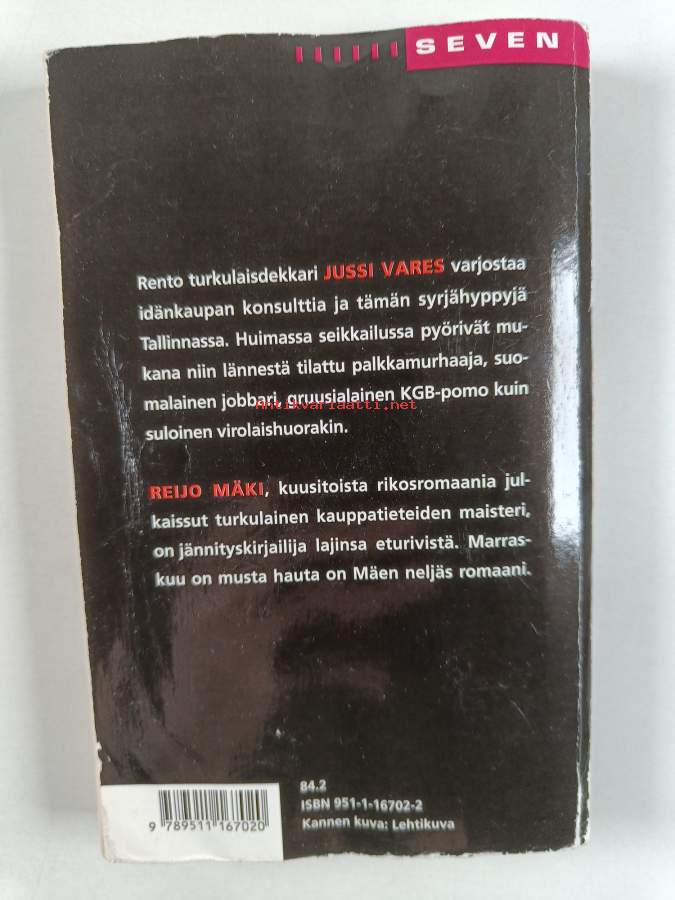 SEVEN
Rento turkulaisdekkari JUSSI VARES varjostaa
idänkaupan konsulttia ja tämän syrjähyppyjä
Tallinnassa. Huimassa seikkailussa pyörivät mu-
kana niin lännestä tilattu palkkamurhaaja, suo-
malainen jobbari, gruusialainen KGB-pomo kuin
Antikvariaatti.net
suloinen virolaishuorakin.
REIJO MÄKI, kuusitoista rikosromaania jul-
kaissut turkulainen kauppatieteiden maisteri,
on jännityskirjailija lajinsa eturivistä. Marras-
kuu on musta hauta on Mäen neljäs romaani.
84.2
ISBN 951-1-16702-2
Kannen kuva: Lehtikuva
9 789511 167020